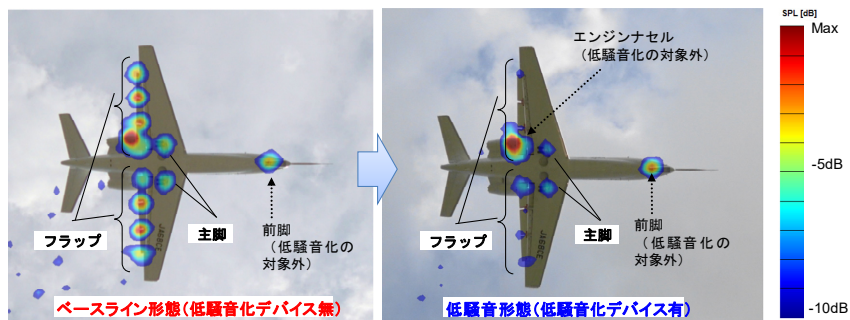 SPL [dB]
Max
-5dB
-10dB
フラップ
主脚
前脚
（低騒音化の
対象外）
ベースライン形態（低騒音化デバイス無）
エンジンナセル
（低騒音化の対象外）
フラップ
主脚
前脚
（低騒音化の
対象外）
低騒音形態（低騒音化デバイス有）
JA68CE